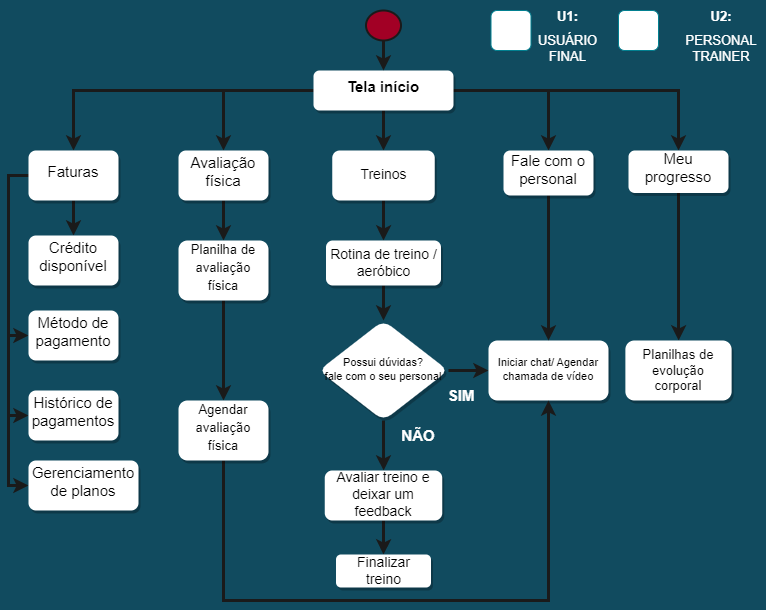 U1:
USUÁRIO
FINAL
U2:
PERSONAL
TRAINER
Tela início
Faturas
Avaliação
física
Treinos
Fale com o
personal
Meu
progresso
Crédito
disponível
Planilha de
avaliação
física
Rotina de treino /
aeróbico
Método de
pagamento
Possui dúvidas?
fale com o seu personal
SIM
Iniciar chat/ Agendar
chamada de vídeo
Planilhas de
evolução
corporal
Histórico de
pagamentos
Agendar
avaliação
física
NÃO
Gerenciamento
de planos
Avaliar treino e
deixar um
feedback
Finalizar
treino